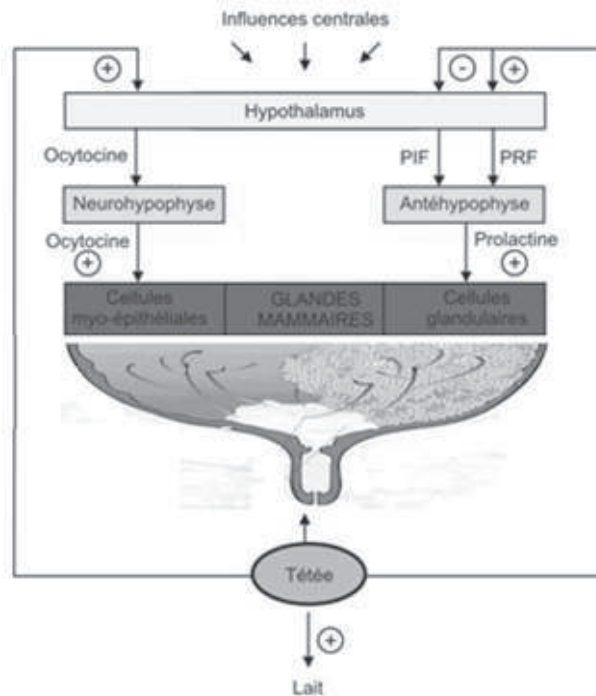 Influences centrales
+
-
+
Hypothalamus
Ocytocine
PIF
PRF
Neurohypophyse
Antéhypophyse
Ocytocine
+
Prolactine
+
Cellules
myo-épithéliales
GLANDES
MAMMAIRES
Cellules
glandulaires
Tétée
+
Lait